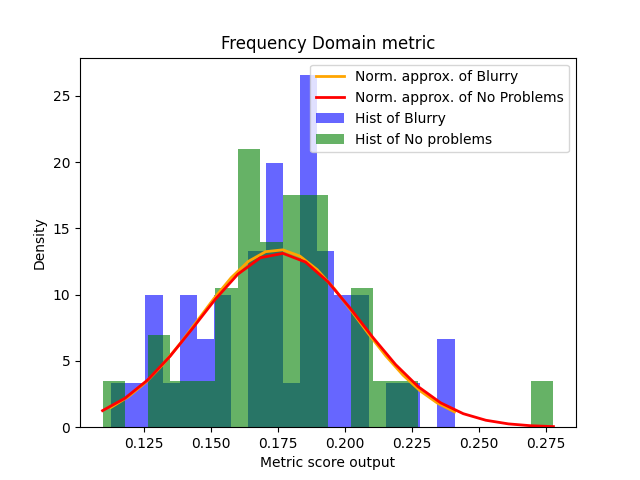 Frequency Domain metric
Norm. approx. of Blurry
Norm. approx. of No Problems
Hist of Blurry
Hist of No problems
Density
25
20
15
10
5
0
0.125 0.150 0.175 0.200 0.225 0.250 0.275
Metric score output